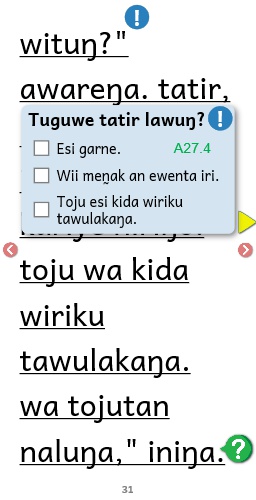 wituŋ?"
awareŋa. tatir,
Tuguwe tatir lawuŋ?
Esi garne.
A27.4
Wii meŋak an ewenta iri.
Toju esi kida wiriku
tawulakaŋa.
toju wa kida
wiriku
tawulakaŋa.
wa tojutan
naluŋa," iniŋa.
31